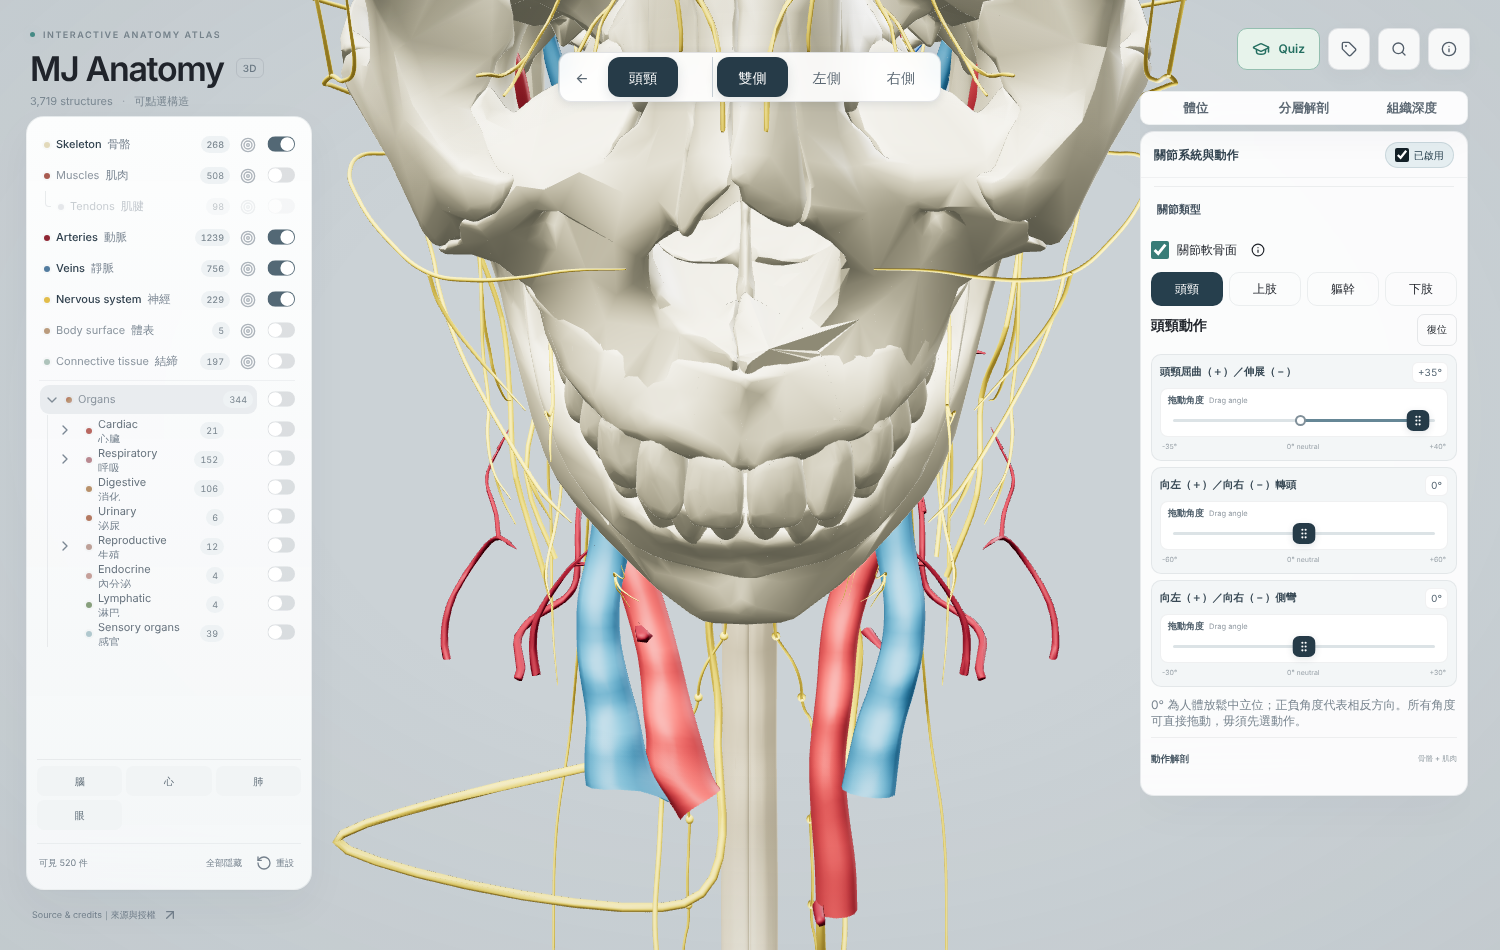 INTERACTIVE ANATOMY ATLAS
MJ Anatomy 3D
3,719 structures · 可點選構造
Skeleton 骨骼 268
Muscles 肌肉 508
Tendons 肌腱 98
Arteries 動脈 1239
Veins 靜脈 756
Nervous system 神經 229
Body surface 體表 5
Connective tissue 結締 197
Organs 344
Cardiac 21
心臟
Respiratory 152
呼吸
Digestive 106
消化
Urinary 6
泌尿
Reproductive 12
生殖
Endocrine 4
內分泌
Lymphatic 4
淋巴
Sensory organs 39
感官
腦 心 肺
眼
可見 520 件 全部隱藏 重設
Source & credits | 來源與授權
← 頭頸 雙側 左側 右側
Quiz
體位 分層解剖 組織深度
關節系統與動作 已啟用
關節類型
關節軟骨面
頭頸 上肢 軀幹 下肢
頭頸動作 復位
頭頸屈曲（+）／伸展（−） +35°
拖動角度 Drag angle
-35° 0° neutral +40°
向左（+）／向右（−）轉頭 0°
拖動角度 Drag angle
-60° 0° neutral +60°
向左（+）／向右（−）側彎 0°
拖動角度 Drag angle
-30° 0° neutral +30°
0° 為人體放鬆中立位；正負角度代表相反方向。所有角度
可直接拖動，毋須先選動作。
動作解剖 骨骼 + 肌肉